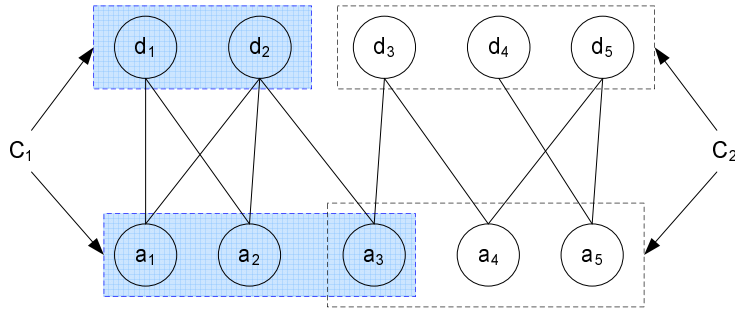 d₁ d₂ d₃ d₄ d₅
C₁ C₂
a₁ a₂ a₃ a₄ a₅